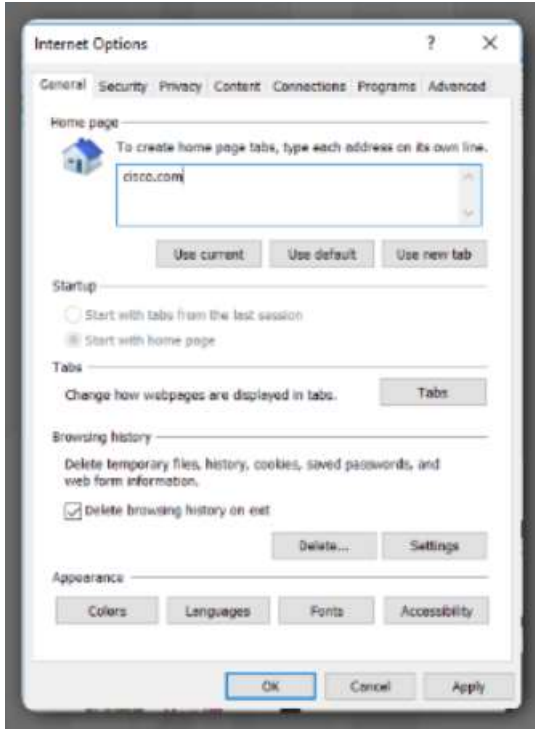 Internet Options ? ×
General Security Privacy Content Connections Programs Advanced
Home page
To create home page tabs, type each address on its own line.
cisco.com
Use current Use default Use new tab
Startup
Start with tabs from the last session
Start with home page
Tabs
Change how webpages are displayed in tabs. Tabs
Browsing history
Delete temporary files, history, cookies, saved passwords, and
web form information.
Delete browsing history on exit
Delete... Settings
Appearance
Colors Languages Fonts Accessibility
OK Cancel Apply